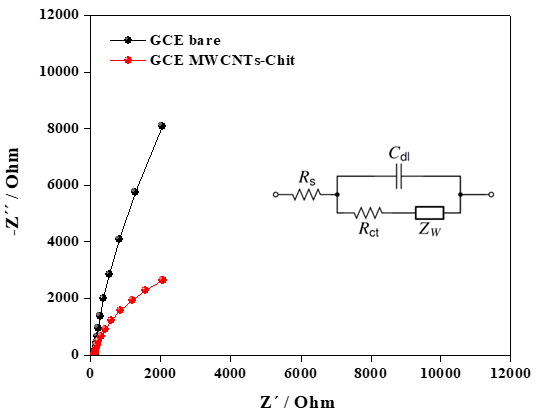 12000
10000
8000
6000
4000
2000
0
-Z´´ / Ohm
GCE bare
GCE MWCNTs-Chit
Cdl
Rs
Rct
ZW
0 2000 4000 6000 8000 10000 12000
Z´ / Ohm